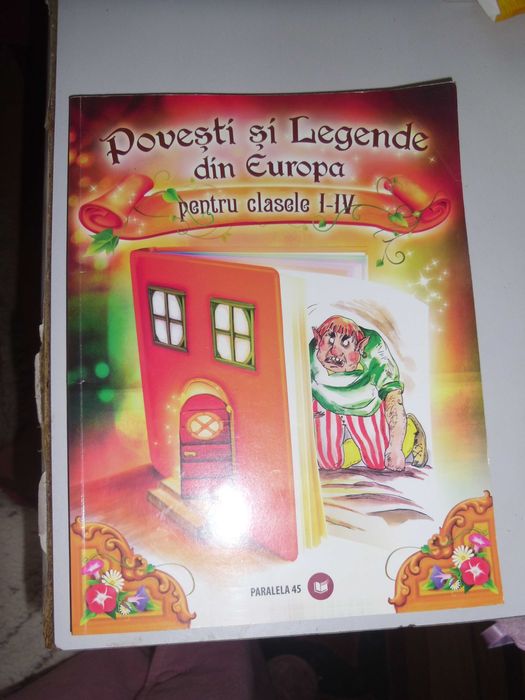 Povești și Legende
din Europa
pentru clasele I-IV
PARALELA 45